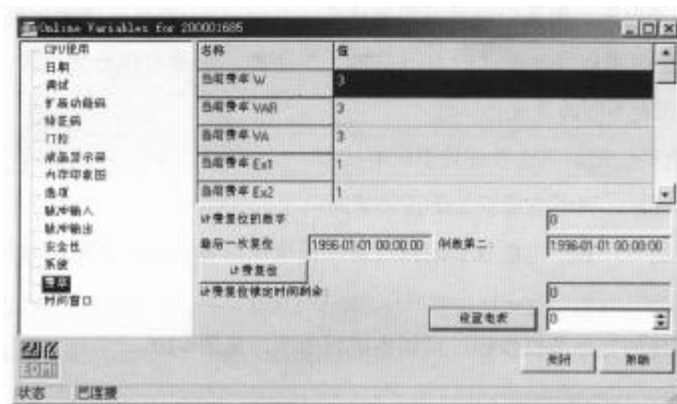 Online Variables for 200001685
CPU使用
日期
调试
扩展功能码
特征码
门控
液晶显示器
内存印象图
选项
脉冲输入
脉冲输出
安全性
系统
费率
时间窗口
名称 值
当前费率 W 3
当前费率 VAR 3
当前费率 VA 3
当前费率 Ex1 1
当前费率 Ex2 1
计费复位的数字 0
最后一次复位 1996-01-01 00:00:00 倒数第二: 1996-01-01 00:00:00
计费复位
计费复位锁定时间剩余: 0
设置电表 0
EDMI
关闭 帮助
状态 已连接